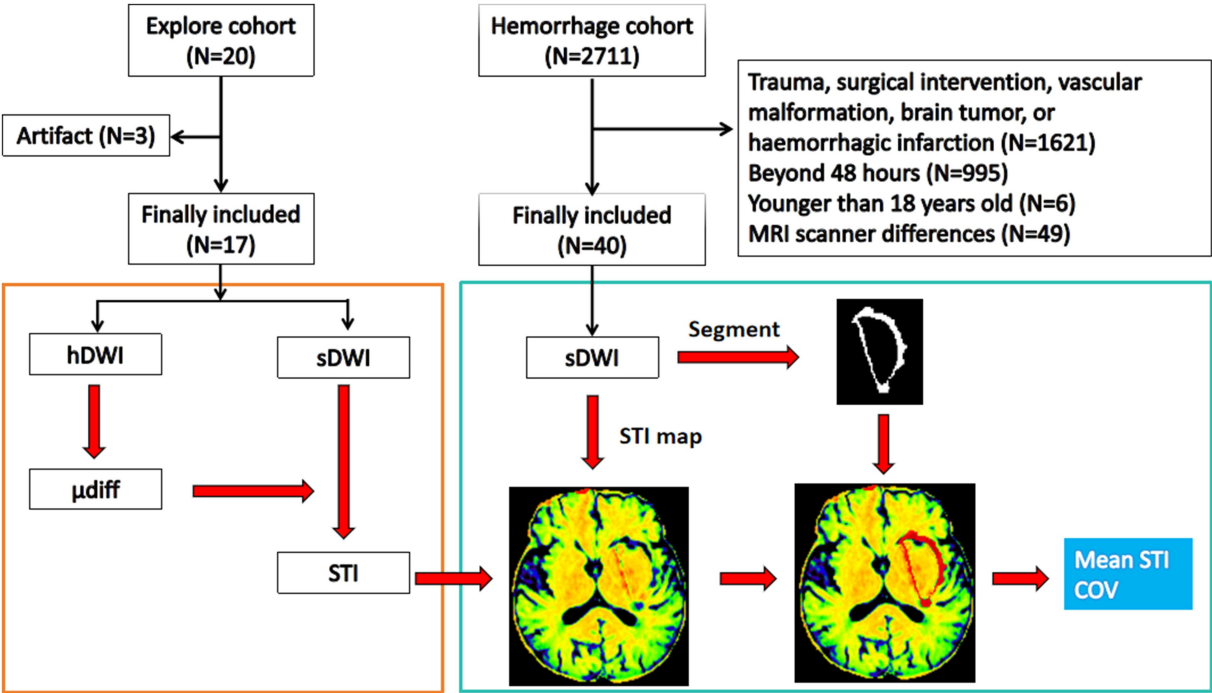 Explore cohort
(N=20)
Hemorrhage cohort
(N=2711)
Artifact (N=3)
Trauma, surgical intervention, vascular
malformation, brain tumor, or
haemorrhagic infarction (N=1621)
Beyond 48 hours (N=995)
Younger than 18 years old (N=6)
MRI scanner differences (N=49)
Finally included
(N=17)
Finally included
(N=40)
hDWI
sDWI
sDWI
Segment
STI map
µdiff
STI
Mean STI
COV